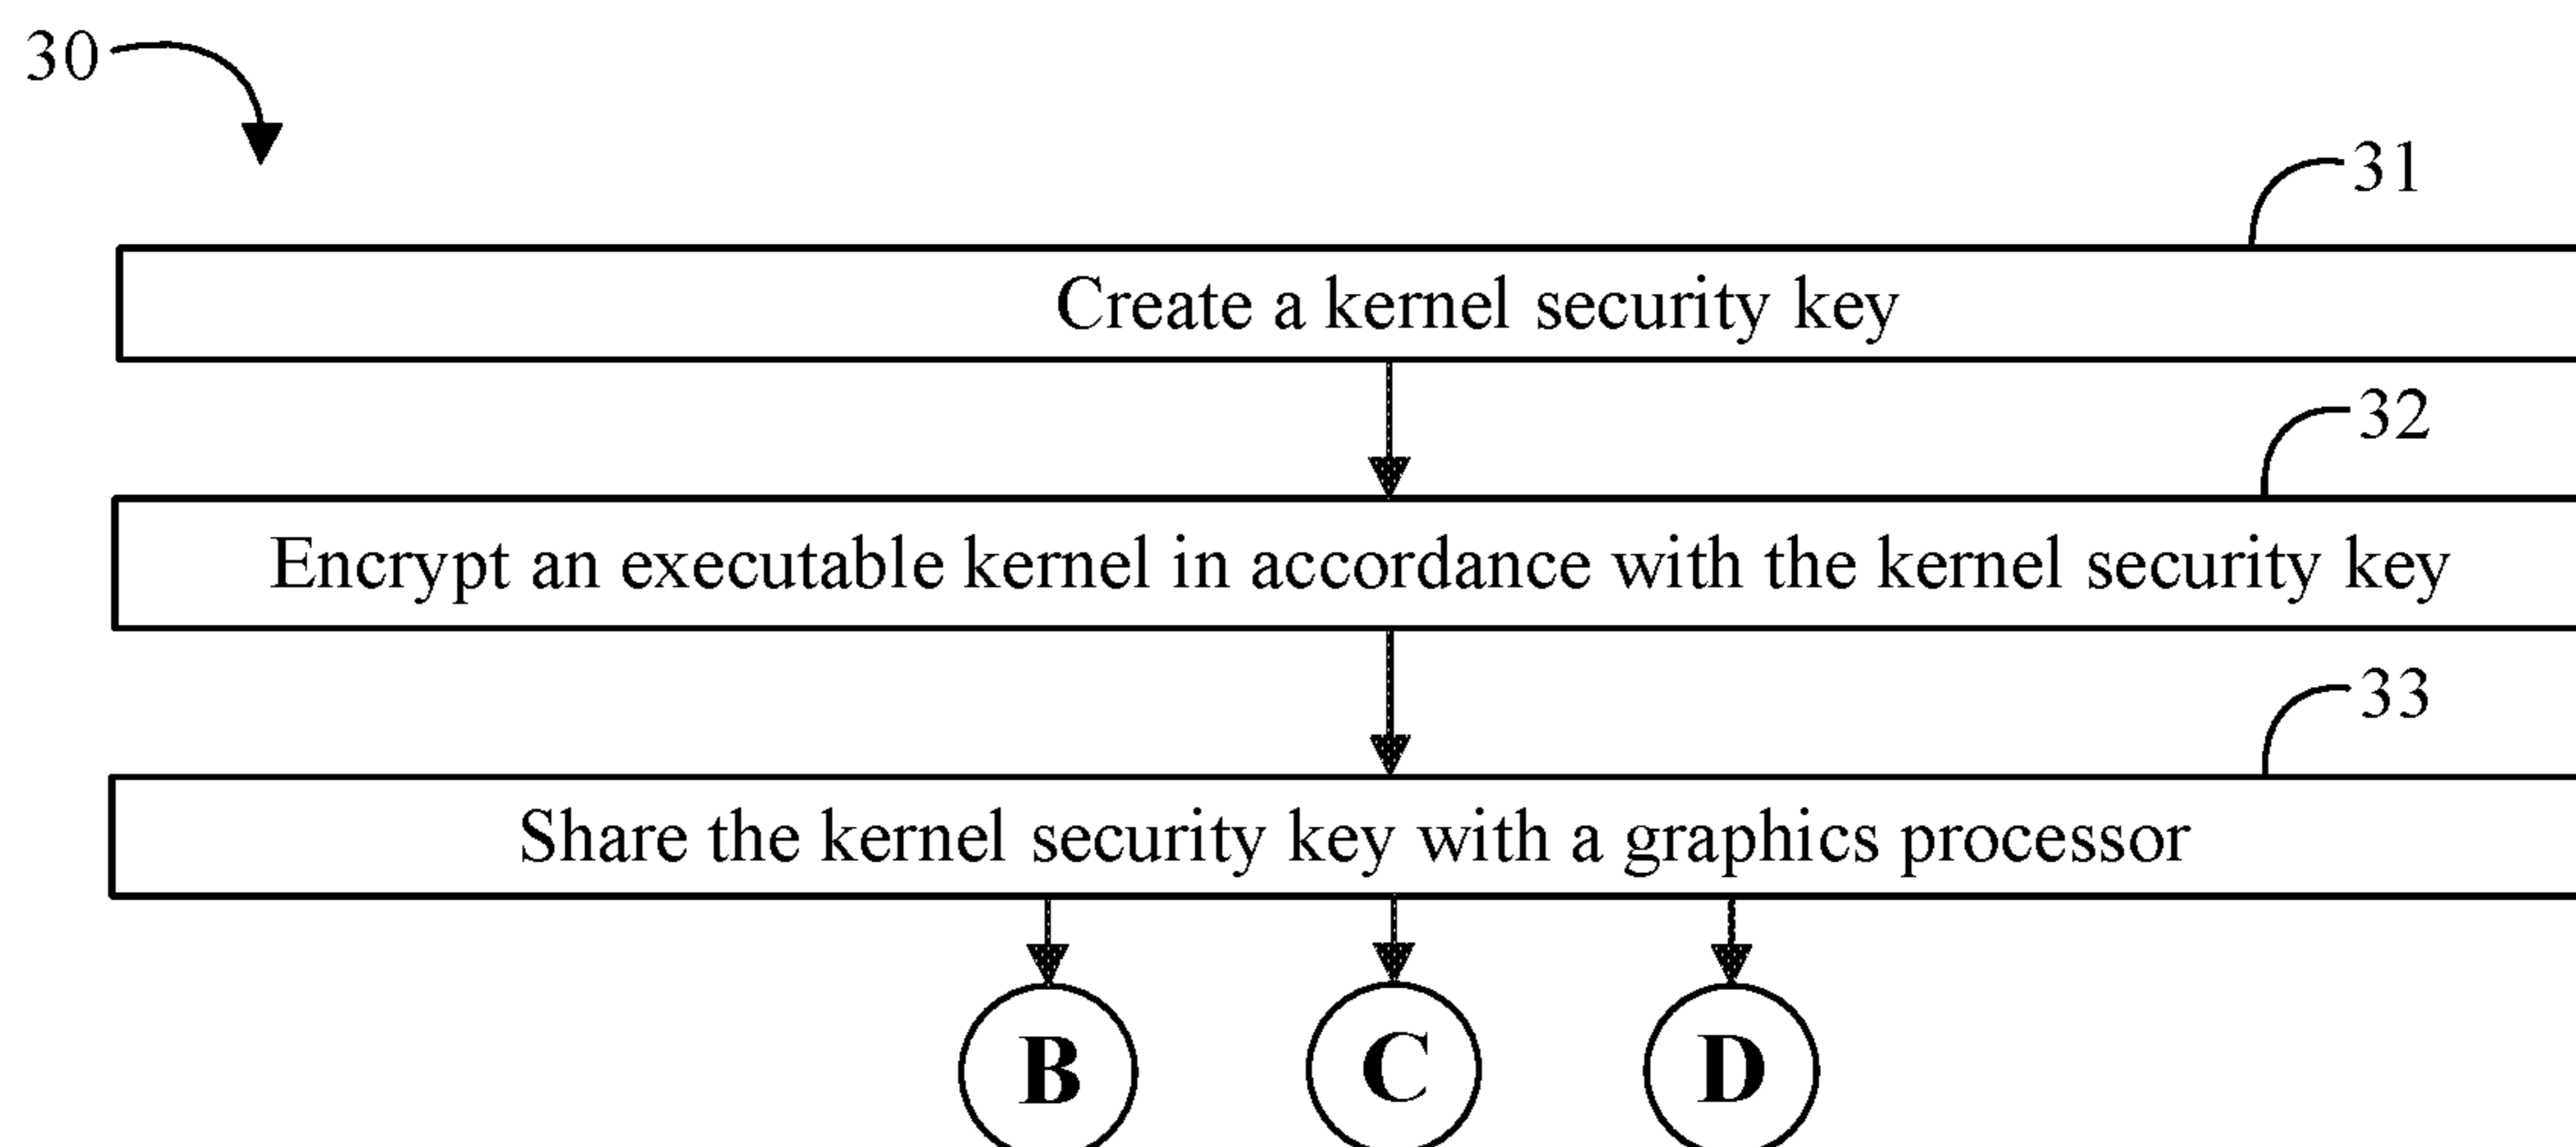 30
31
Create a kernel security key
32
Encrypt an executable kernel in accordance with the kernel security key
33
Share the kernel security key with a graphics processor
B C D